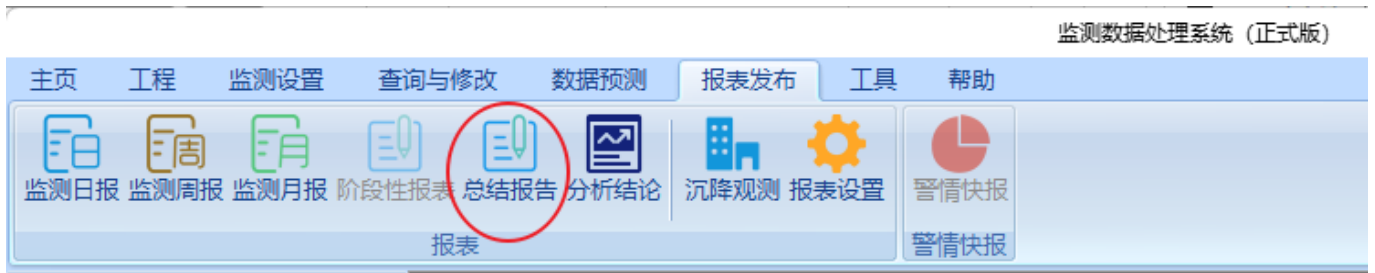 监测数据处理系统（正式版）
主页 工程 监测设置 查询与修改 数据预测 报表发布 工具 帮助
日 周 月
监测日报 监测周报 监测月报 阶段性报表 总结报告 分析结论 沉降观测 报表设置 警情快报
报表 警情快报